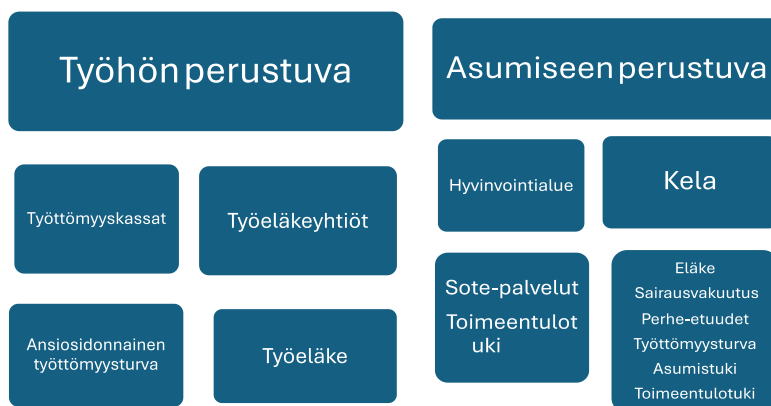 Työhön perustuva
Asumiseen perustuva
Työttömyyskassat
Työeläkeyhtiöt
Hyvinvointialue
Kela
Ansiosidonnainen
työttömyysturva
Työeläke
Sote-palvelut
Toimeentulot
uki
Eläke
Sairausvakuutus
Perhe-etuudet
Työttömyysturva
Asumistuki
Toimeentulotuki